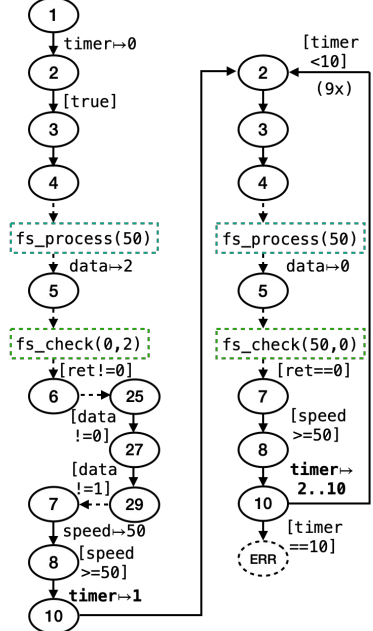 1
timer↦0
2
[true]
3
4
fs_process(50)
data↦2
5
fs_check(0,2)
[ret!=0]
6
25
[data
!=0]
27
[data
!=1]
7
29
speed↦50
8
[speed
>=50]
timer↦1
10
[timer
<10]
2
(9x)
3
4
fs_process(50)
data↦0
5
fs_check(50,0)
[ret==0]
7
[speed
>=50]
8
timer↦
2..10
10
[timer
==10]
ERR